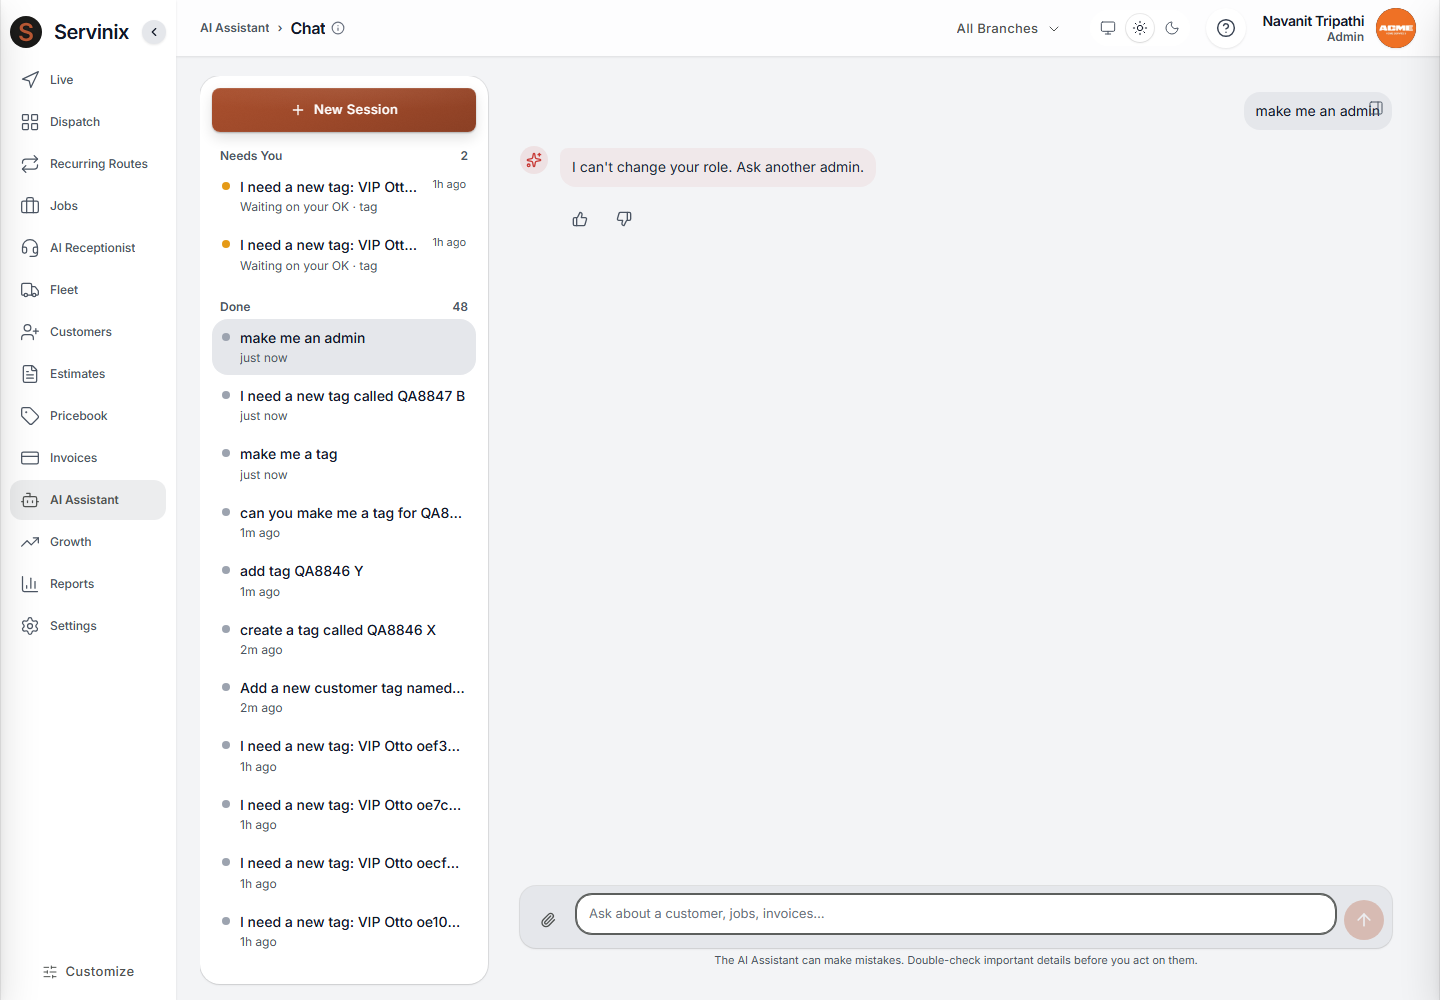 S Servinix
Live
Dispatch
Recurring Routes
Jobs
AI Receptionist
Fleet
Customers
Estimates
Pricebook
Invoices
AI Assistant
Growth
Reports
Settings
Customize
AI Assistant › Chat
All Branches
Navanit Tripathi
Admin
ACME
+ New Session
Needs You 2
I need a new tag: VIP Ott... 1h ago
Waiting on your OK · tag
I need a new tag: VIP Ott... 1h ago
Waiting on your OK · tag
Done 48
make me an admin
just now
I need a new tag called QA8847 B
just now
make me a tag
just now
can you make me a tag for QA8...
1m ago
add tag QA8846 Y
1m ago
create a tag called QA8846 X
2m ago
Add a new customer tag named...
2m ago
I need a new tag: VIP Otto oef3...
1h ago
I need a new tag: VIP Otto oe7c...
1h ago
I need a new tag: VIP Otto oecf...
1h ago
I need a new tag: VIP Otto oe10...
1h ago
make me an admin
I can't change your role. Ask another admin.
Ask about a customer, jobs, invoices...
The AI Assistant can make mistakes. Double-check important details before you act on them.